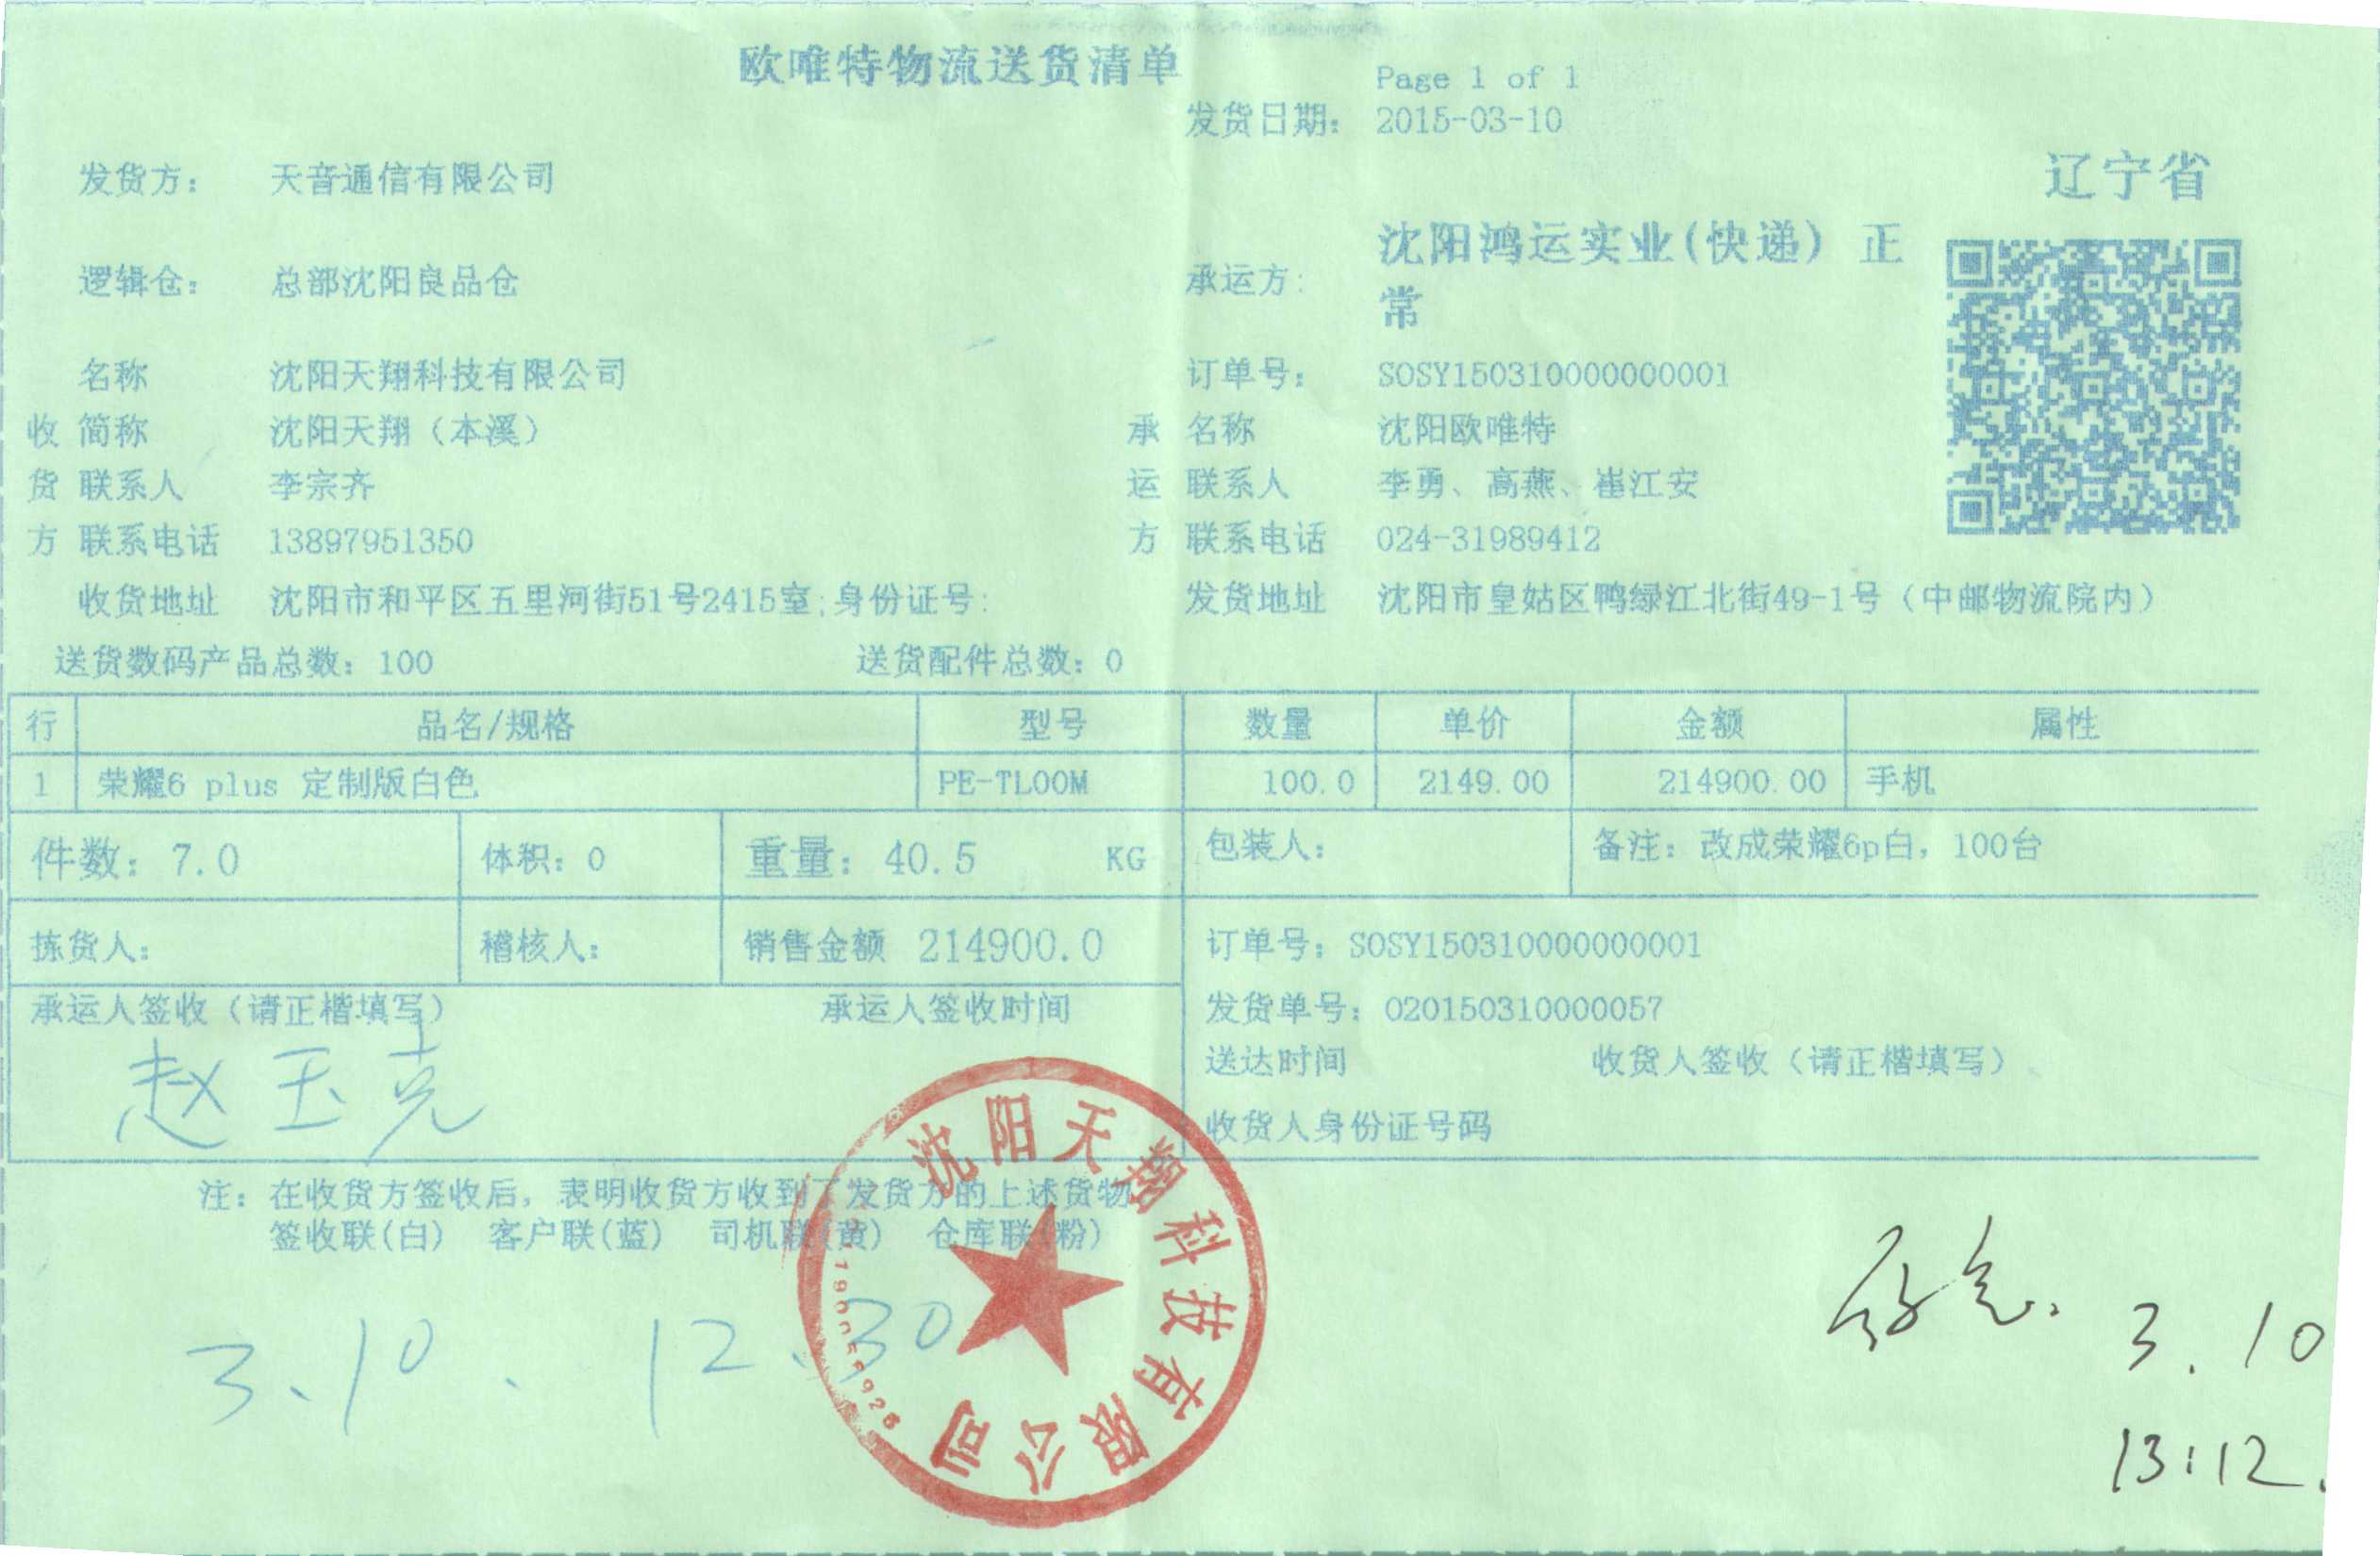 欧唯特物流送货清单
Page 1 of 1
发货日期: 2015-03-10
发货方: 天音通信有限公司
辽宁省
逻辑仓: 总部沈阳良品仓
承运方: 沈阳鸿运实业(快递) 正
常
名称 沈阳天翔科技有限公司 订单号: SOSY150310000000001
收 简称 沈阳天翔（本溪） 承 名称 沈阳欧唯特
货 联系人 李宗齐 运 联系人 李勇、高燕、崔江安
方 联系电话 13897951350 方 联系电话 024-31989412
收货地址 沈阳市和平区五里河街51号2415室;身份证号: 发货地址 沈阳市皇姑区鸭绿江北街49-1号（中邮物流院内）
送货数码产品总数: 100 送货配件总数: 0
行 品名/规格 型号 数量 单价 金额 属性
1 荣耀6 plus 定制版白色 PE-TL00M 100.0 2149.00 214900.00 手机
件数: 7.0 体积: 0 重量: 40.5 KG 包装人: 备注: 改成荣耀6p白, 100台
拣货人: 稽核人: 销售金额 214900.0 订单号: SOSY150310000000001
承运人签收（请正楷填写） 承运人签收时间 发货单号: 020150310000057
赵玉亮
送达时间 收货人签收（请正楷填写）
收货人身份证号码
注: 在收货方签收后, 表明收货方收到了发货方的上述货物
签收联(白) 客户联(蓝) 司机联(黄) 仓库联(粉)
沈阳天翔科技有限公司
3.10. 12.30
3.10
13:12.